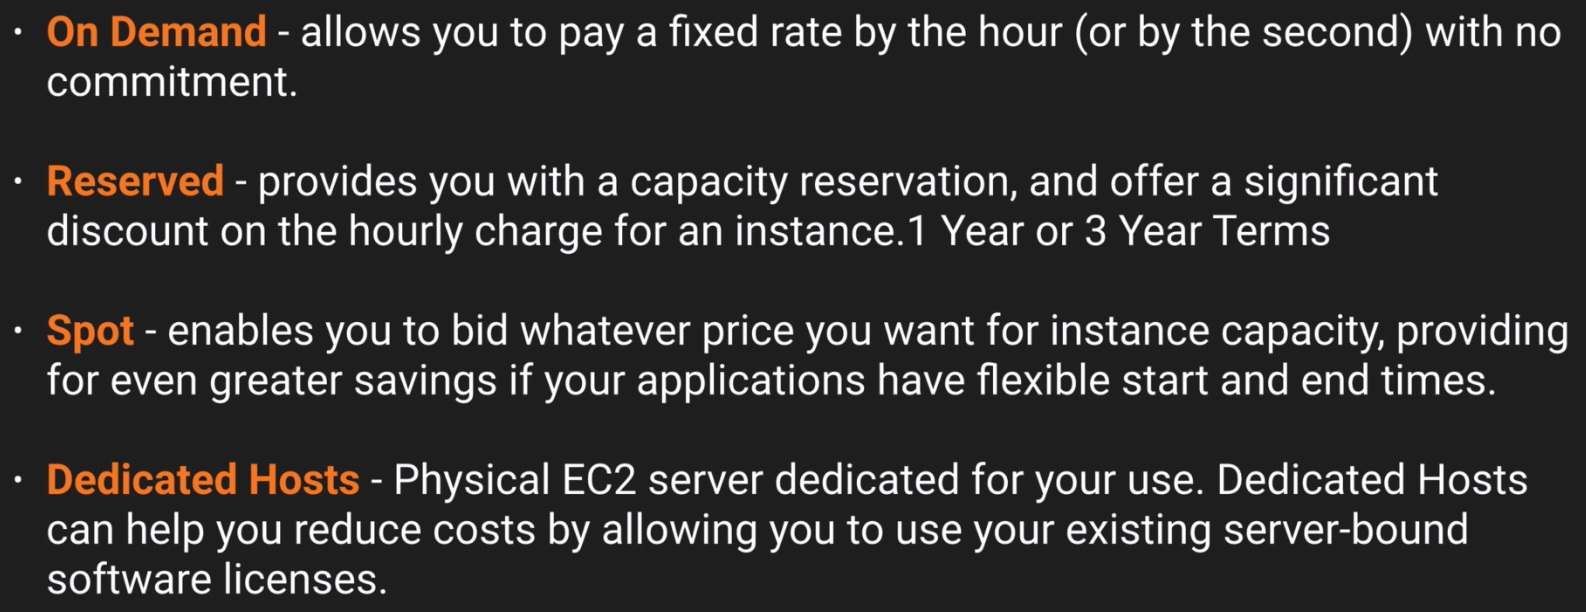 · On Demand - allows you to pay a fixed rate by the hour (or by the second) with no
commitment.
· Reserved - provides you with a capacity reservation, and offer a significant
discount on the hourly charge for an instance.1 Year or 3 Year Terms
· Spot - enables you to bid whatever price you want for instance capacity, providing
for even greater savings if your applications have flexible start and end times.
· Dedicated Hosts - Physical EC2 server dedicated for your use. Dedicated Hosts
can help you reduce costs by allowing you to use your existing server-bound
software licenses.